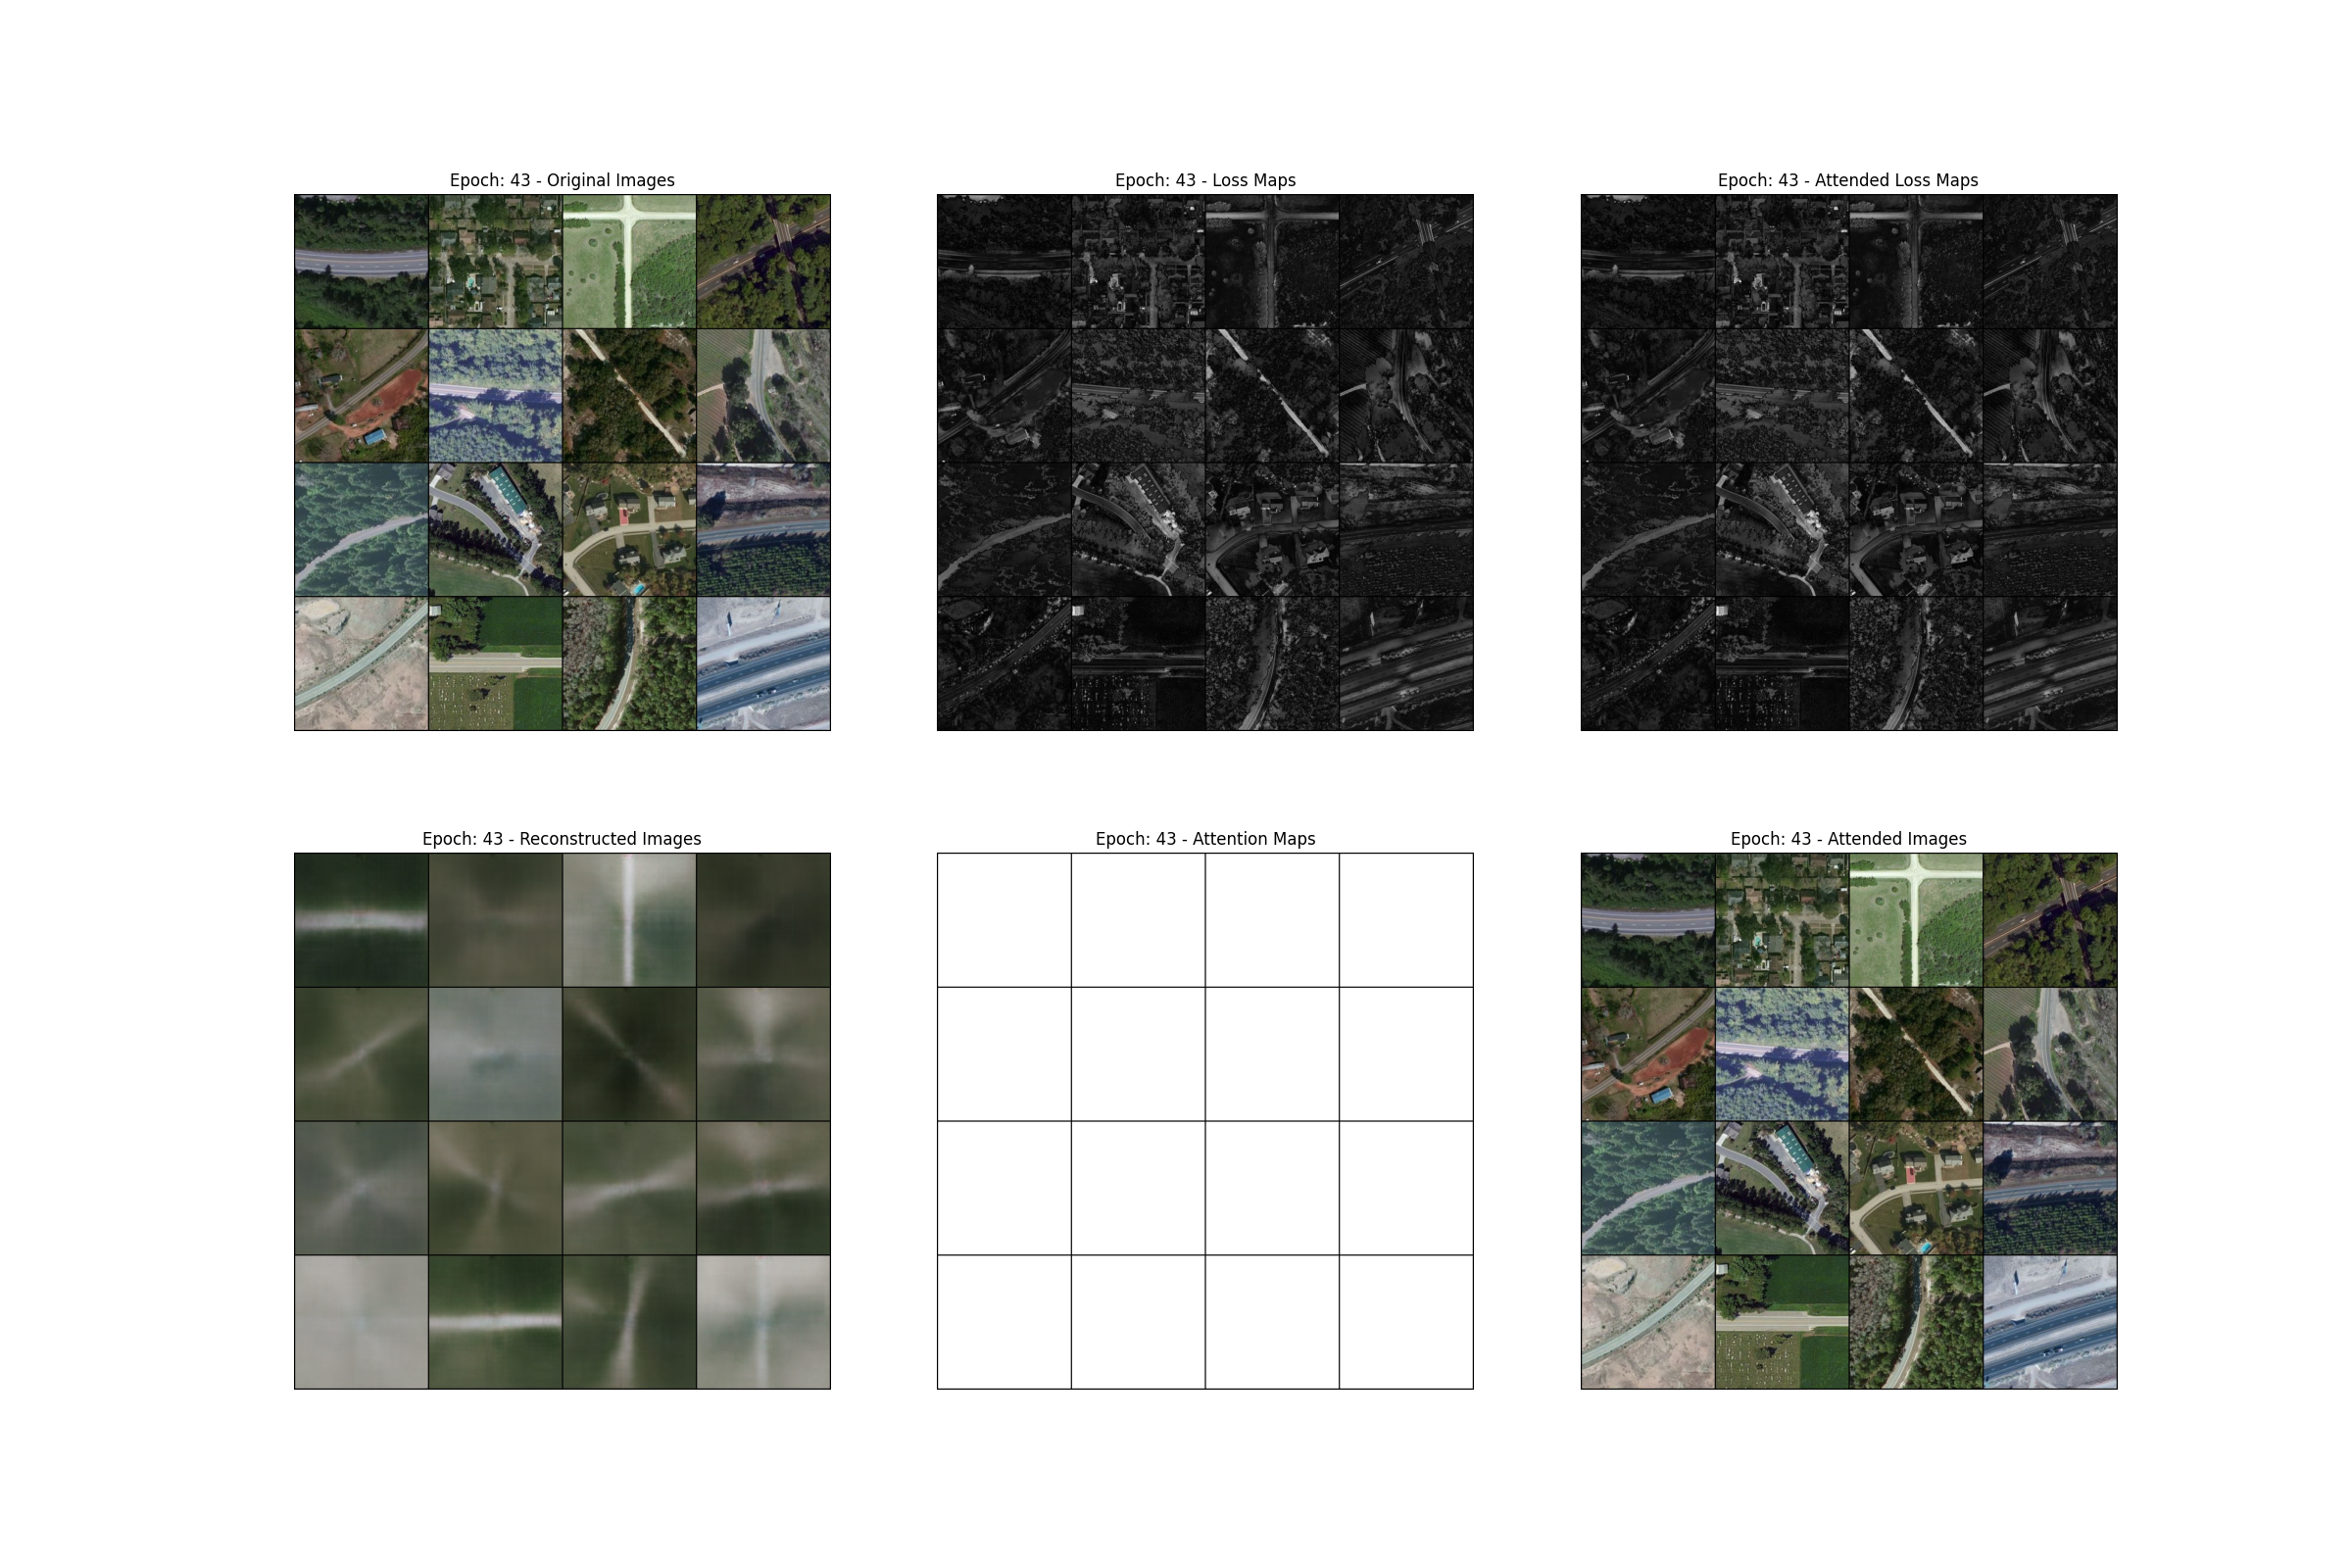 Epoch: 43 - Original Images
Epoch: 43 - Loss Maps
Epoch: 43 - Attended Loss Maps
Epoch: 43 - Reconstructed Images
Epoch: 43 - Attention Maps
Epoch: 43 - Attended Images